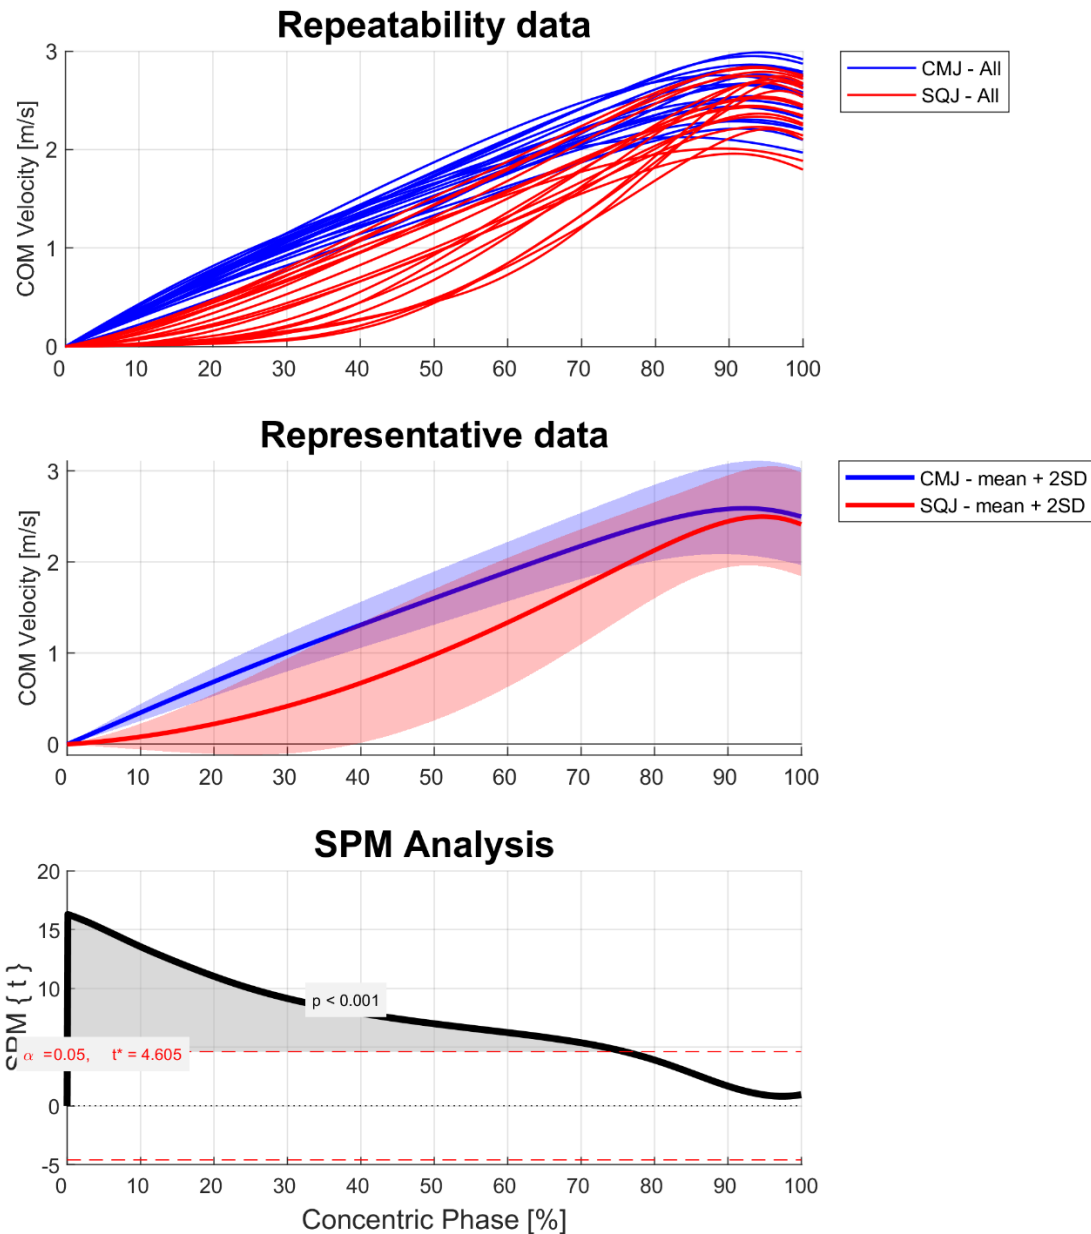 Repeatability data
CMJ - All
SQJ - All
COM Velocity [m/s]
3
2
1
0
0 10 20 30 40 50 60 70 80 90 100
Representative data
CMJ - mean + 2SD
SQJ - mean + 2SD
COM Velocity [m/s]
3
2
1
0
0 10 20 30 40 50 60 70 80 90 100
SPM Analysis
SPM { t }
20
15
10
p < 0.001
α =0.05, t* = 4.605
0
-5
0 10 20 30 40 50 60 70 80 90 100
Concentric Phase [%]